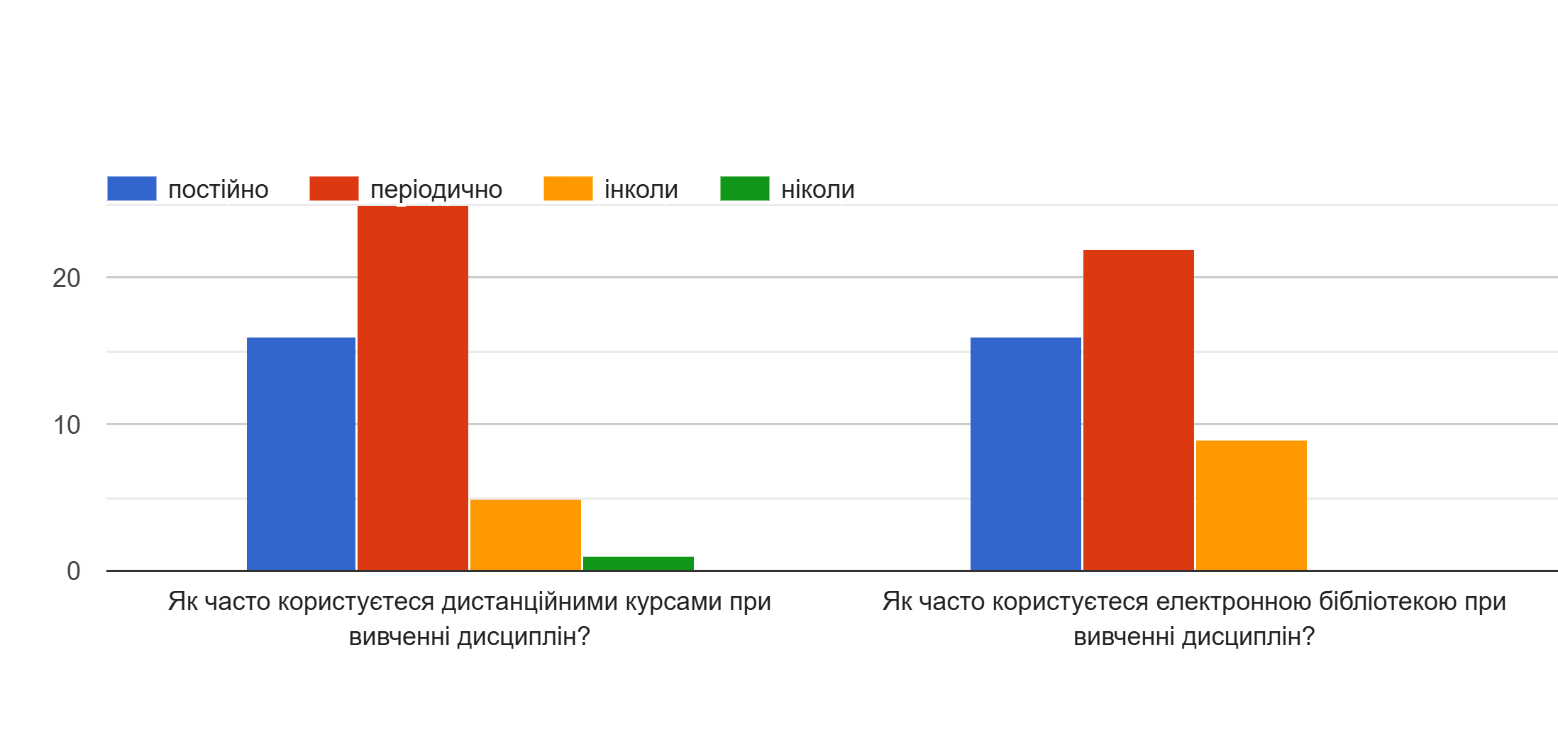 постійно періодично інколи ніколи
20
10
0
Як часто користуєтеся дистанційними курсами при
вивченні дисциплін?
Як часто користуєтеся електронною бібліотекою при
вивченні дисциплін?